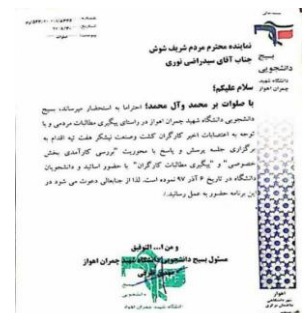 بسیج
دانشجویی
دانشگاه شهید
چمران اهواز
نماینده محترم مردم شریف شوش
جناب آقای سیدراضی نوری
سلام علیکم؛
با صلوات بر محمد وآل محمد؛ احتراما به استحضار میرساند، بسیج
دانشجویی دانشگاه شهید چمران اهواز در راستای پیگیری مطالبات مردمی و با
توجه به اعتصابات اخیر کارگران کشت وصنعت نیشکر هفت تپه اقدام به
برگزاری جلسه پرسش و پاسخ با محوریت "بررسی کارآمدی بخش
خصوصی" و "پیگیری مطالبات کارگران" با حضور اساتید و دانشجویان
دانشگاه در تاریخ ۶ آذر ۹۷ نموده است. لذا از جنابعالی دعوت می شود در
این برنامه حضور به عمل رسانید./
و من ا... التوفیق
مسئول بسیج دانشجویی دانشگاه شهید چمران اهواز
اهواز